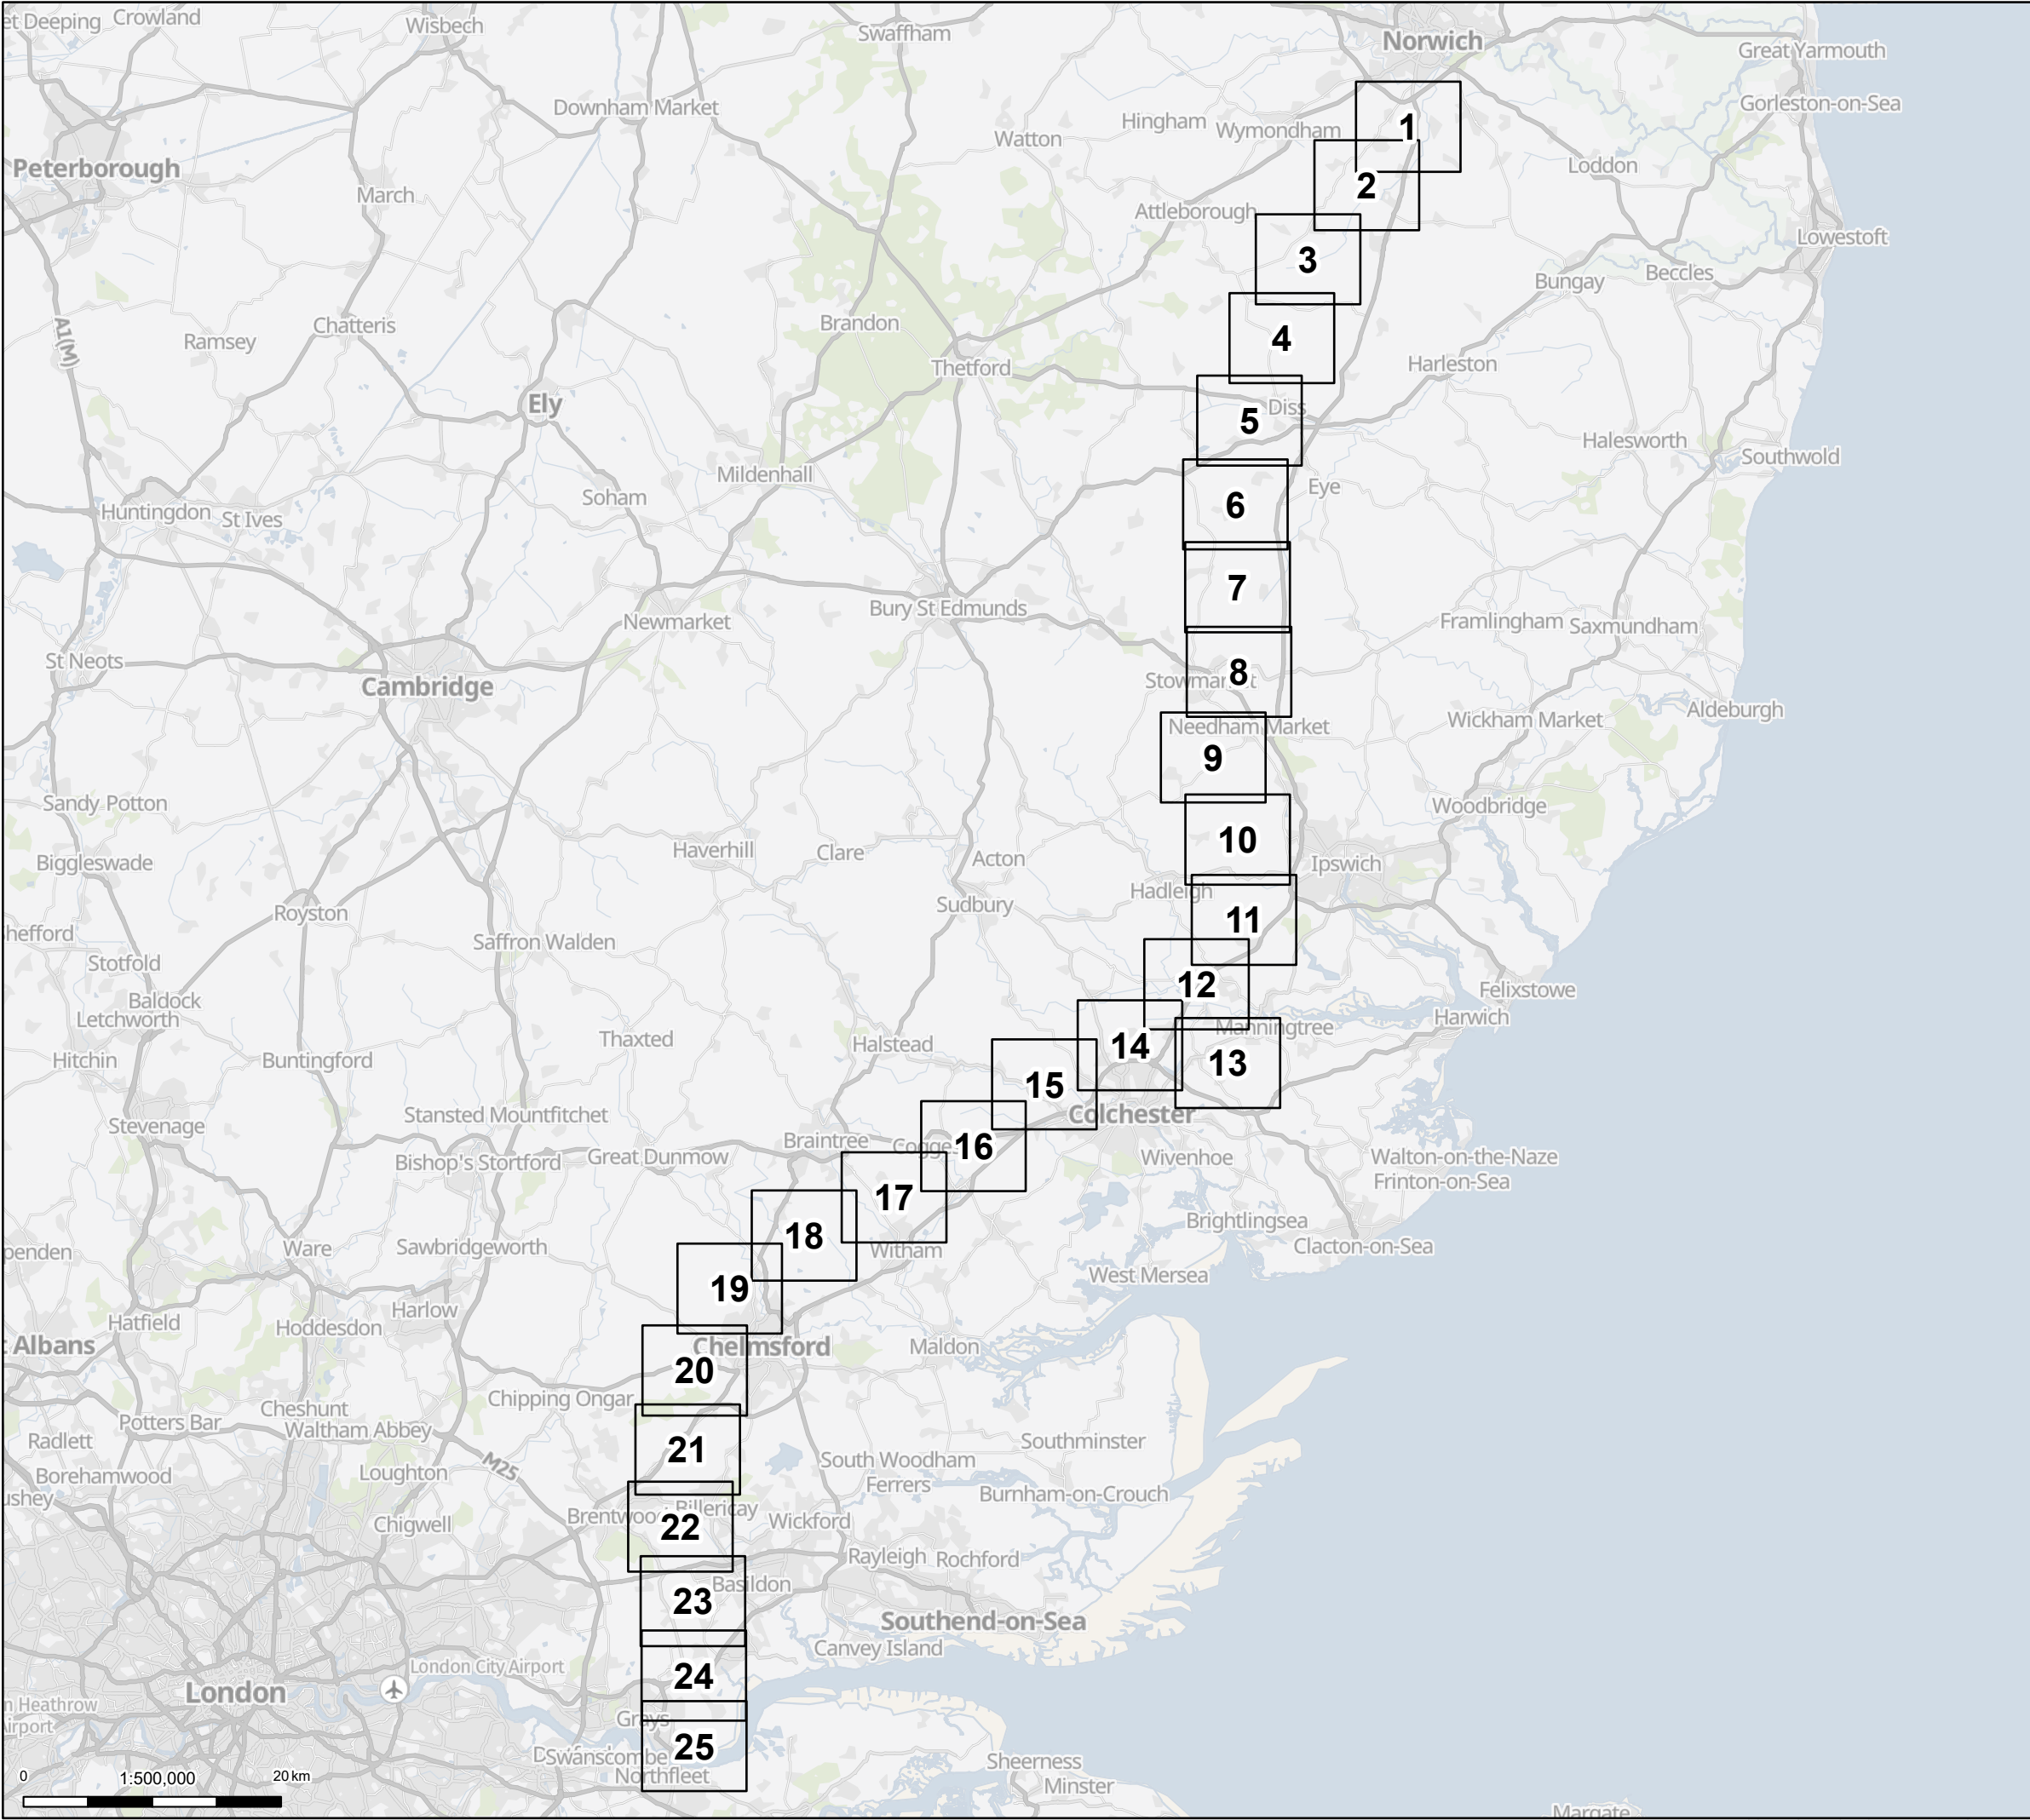 et Deeping
Crowland
Wisbech
Swaffham
Norwich
Great Yarmouth
Downham Market
Gorleston-on-Sea
Hingham
Wymondham
1
Watton
Peterborough
Loddon
March
2
Attleborough
Lowestoft
3
Bungay
Beccles
A1(M)
Ramsey
Chatteris
Brandon
4
Thetford
Harleston
Ely
Diss
5
Halesworth
Southwold
Mildenhall
Soham
Eye
6
Huntingdon
St Ives
7
Bury St Edmunds
Newmarket
Framlingham
Saxmundham
St Neots
8
Stowmarket
Cambridge
Aldeburgh
Needham Market
Wickham Market
9
Sandy Potton
Woodbridge
10
Biggleswade
Haverhill
Clare
Acton
Ipswich
Hadleigh
Royston
Sudbury
11
hefford
Saffron Walden
Stotfold
12
Felixstowe
Baldock
Letchworth
Harwich
Manningtree
Hitchin
Buntingford
Thaxted
Halstead
14
13
15
Stevenage
Stansted Mountfitchet
Colchester
Braintree
Cogge
16
Bishop's Stortford
Great Dunmow
Wivenhoe
Walton-on-the-Naze
Frinton-on-Sea
17
Brightlingsea
penden
Ware
Sawbridgeworth
18
Witham
Clacton-on-Sea
West Mersea
19
Harlow
Hatfield
Hoddesdon
t Albans
Chelmsford
Maldon
20
Chipping Ongar
Cheshunt
Potters Bar
Waltham Abbey
Radlett
21
Southminster
M25
Borehamwood
Loughton
South Woodham
Ferrers
Burnham-on-Crouch
ushey
Chigwell
Brentwood
Billericay
22
Wickford
Rayleigh
Rochford
Basildon
23
Southend-on-Sea
Canvey Island
London City Airport
24
London
n Heathrow
Airport
Grays
25
Swanscombe
Northfleet
Sheerness
Minster
Margate
0
1:500,000
20 km